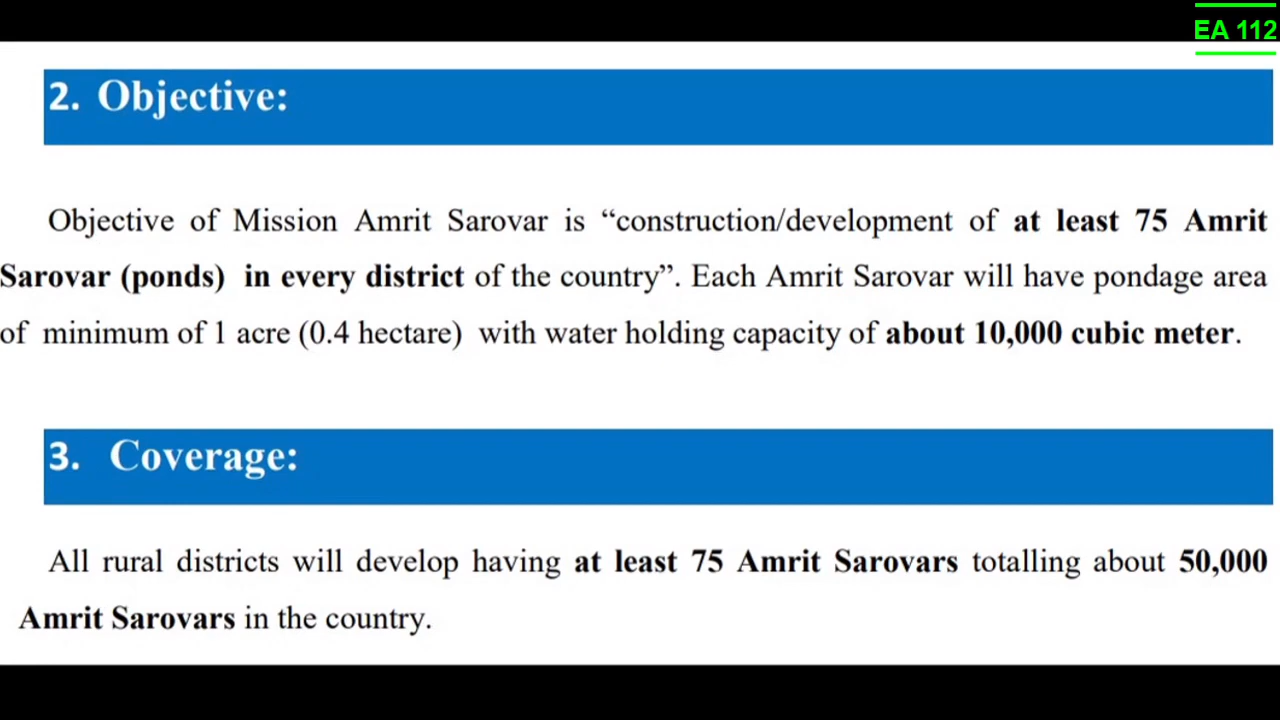 EA 112
2. Objective:
Objective of Mission Amrit Sarovar is “construction/development of at least 75 Amrit
Sarovar (ponds) in every district of the country”. Each Amrit Sarovar will have pondage area
of minimum of 1 acre (0.4 hectare) with water holding capacity of about 10,000 cubic meter.
3. Coverage:
All rural districts will develop having at least 75 Amrit Sarovars totalling about 50,000
Amrit Sarovars in the country.